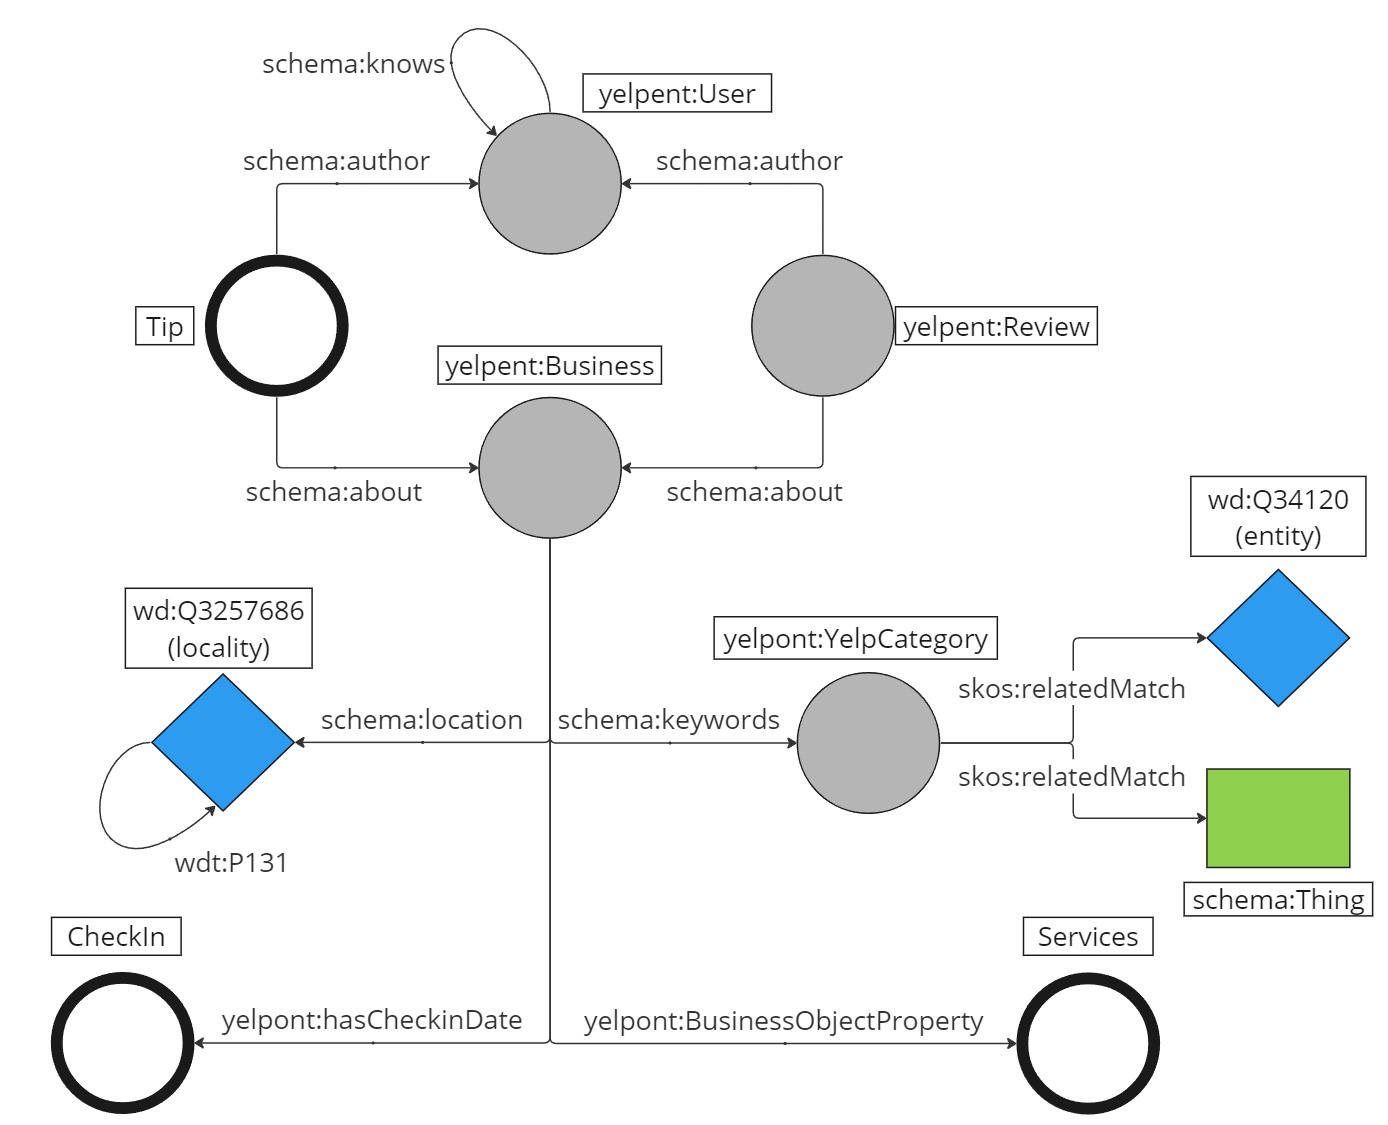 schema:knows
yelpent:User
schema:author
schema:author
Tip
yelpent:Review
yelpent:Business
schema:about
schema:about
wd:Q34120
(entity)
wd:Q3257686
(locality)
yelpont:YelpCategory
skos:relatedMatch
schema:location
schema:keywords
skos:relatedMatch
wdt:P131
schema:Thing
CheckIn
Services
yelpont:hasCheckinDate
yelpont:BusinessObjectProperty